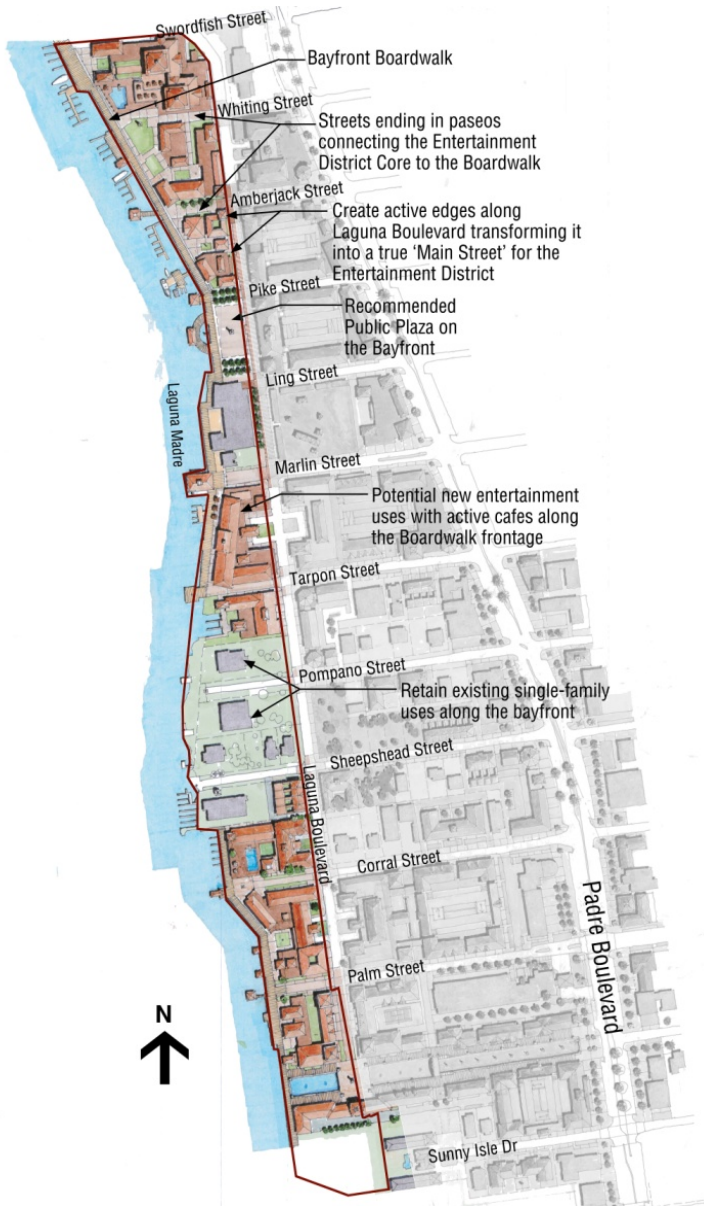 Swordfish Street
Bayfront Boardwalk
Whiting Street
Streets ending in paseos
connecting the Entertainment
District Core to the Boardwalk
Amberjack Street
Create active edges along
Laguna Boulevard transforming it
into a true ‘Main Street’ for the
Entertainment District
Pike Street
Recommended
Public Plaza on
the Bayfront
Ling Street
Laguna Madre
Marlin Street
Potential new entertainment
uses with active cafes along
the Boardwalk frontage
Tarpon Street
Pompano Street
Retain existing single-family
uses along the bayfront
Sheepshead Street
Laguna Boulevard
Corral Street
Padre Boulevard
Palm Street
N
Sunny Isle Dr